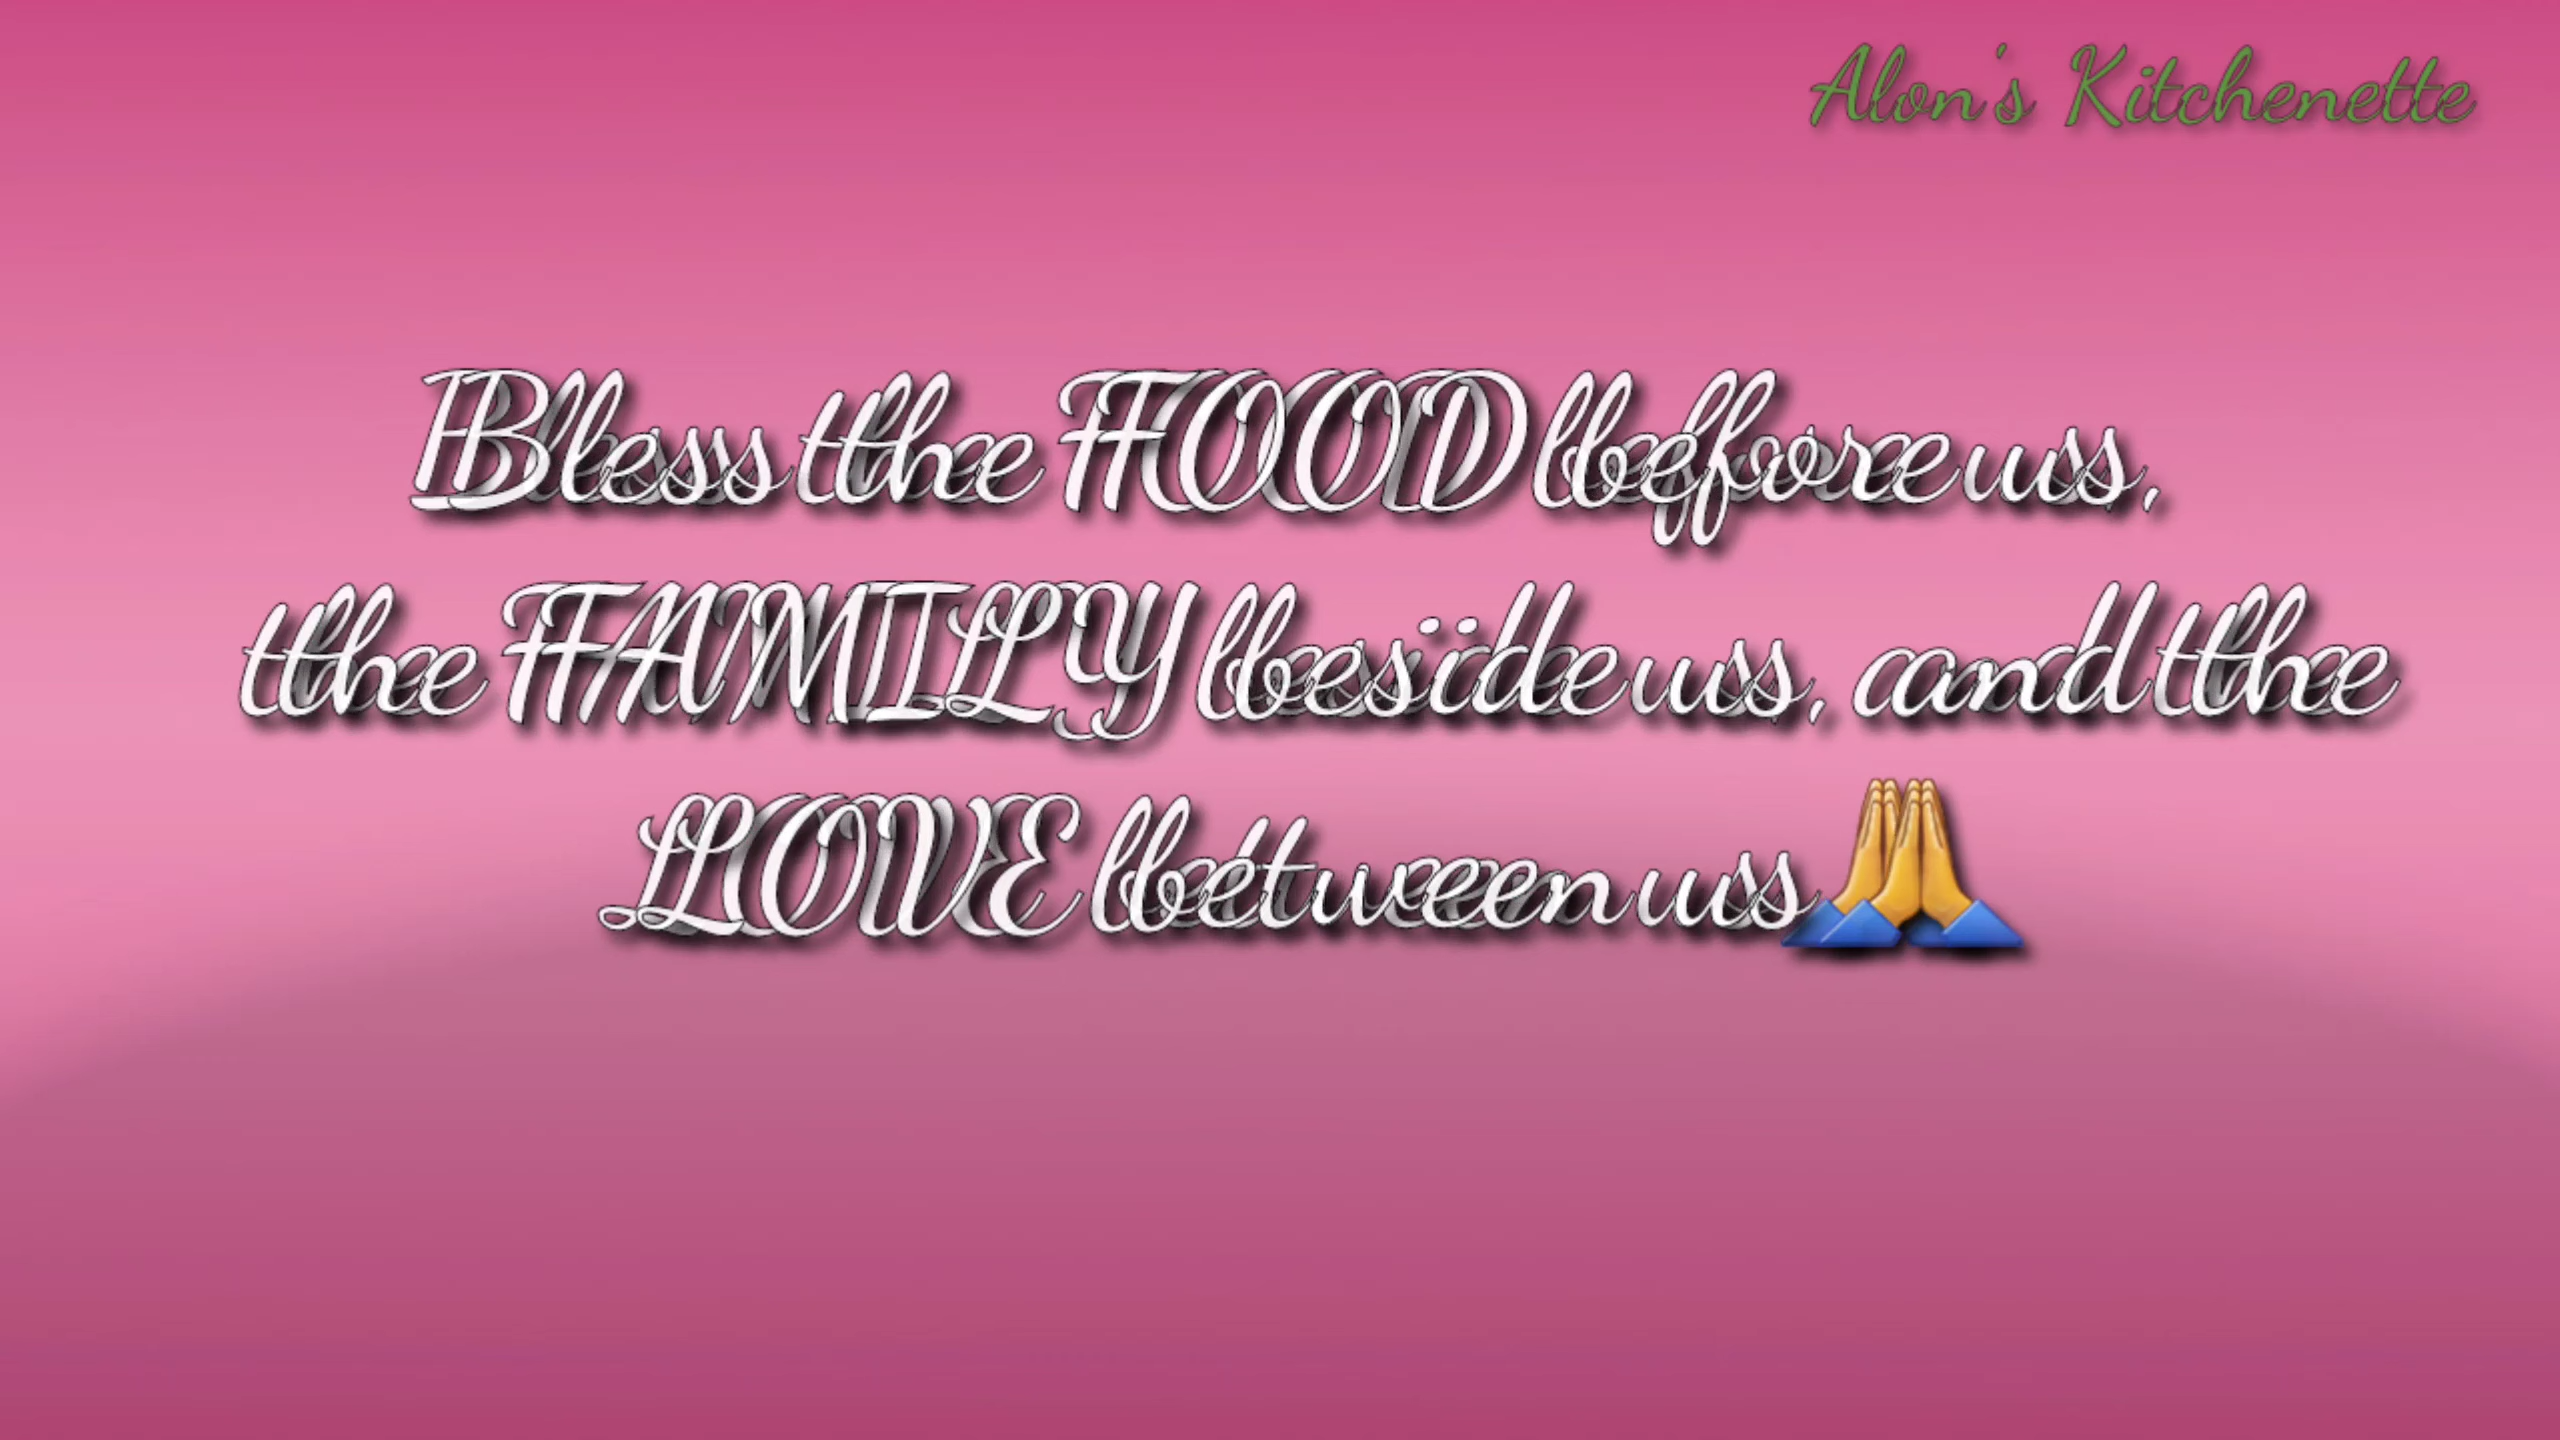 Alon's Kitchenette
Bless the FOOD before us,
the FAMILY beside us, and the
LOVE between us🙏